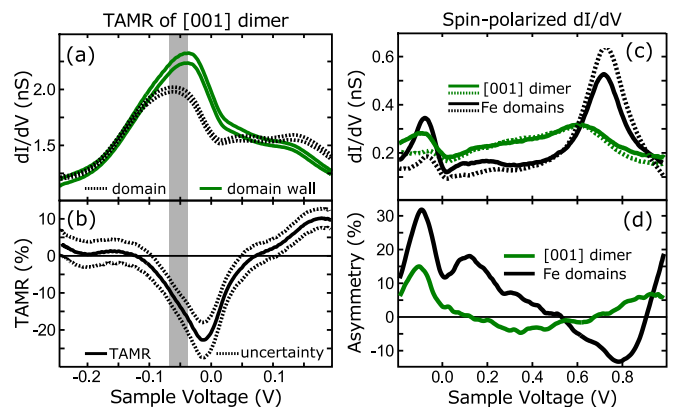 TAMR of [001] dimer
(a)
dI/dV (nS)
2.0
1.5
domain
domain wall
(b)
TAMR (%)
10
0
-10
-20
TAMR
uncertainty
-0.2
-0.1
0.0
0.1
Sample Voltage (V)
Spin-polarized dI/dV
(c)
dI/dV (nS)
0.6
0.4
0.2
[001] dimer
Fe domains
(d)
Asymmetry (%)
30
20
10
0
10
[001] dimer
Fe domains
0.0
0.2
0.4
0.6
0.8
Sample Voltage (V)